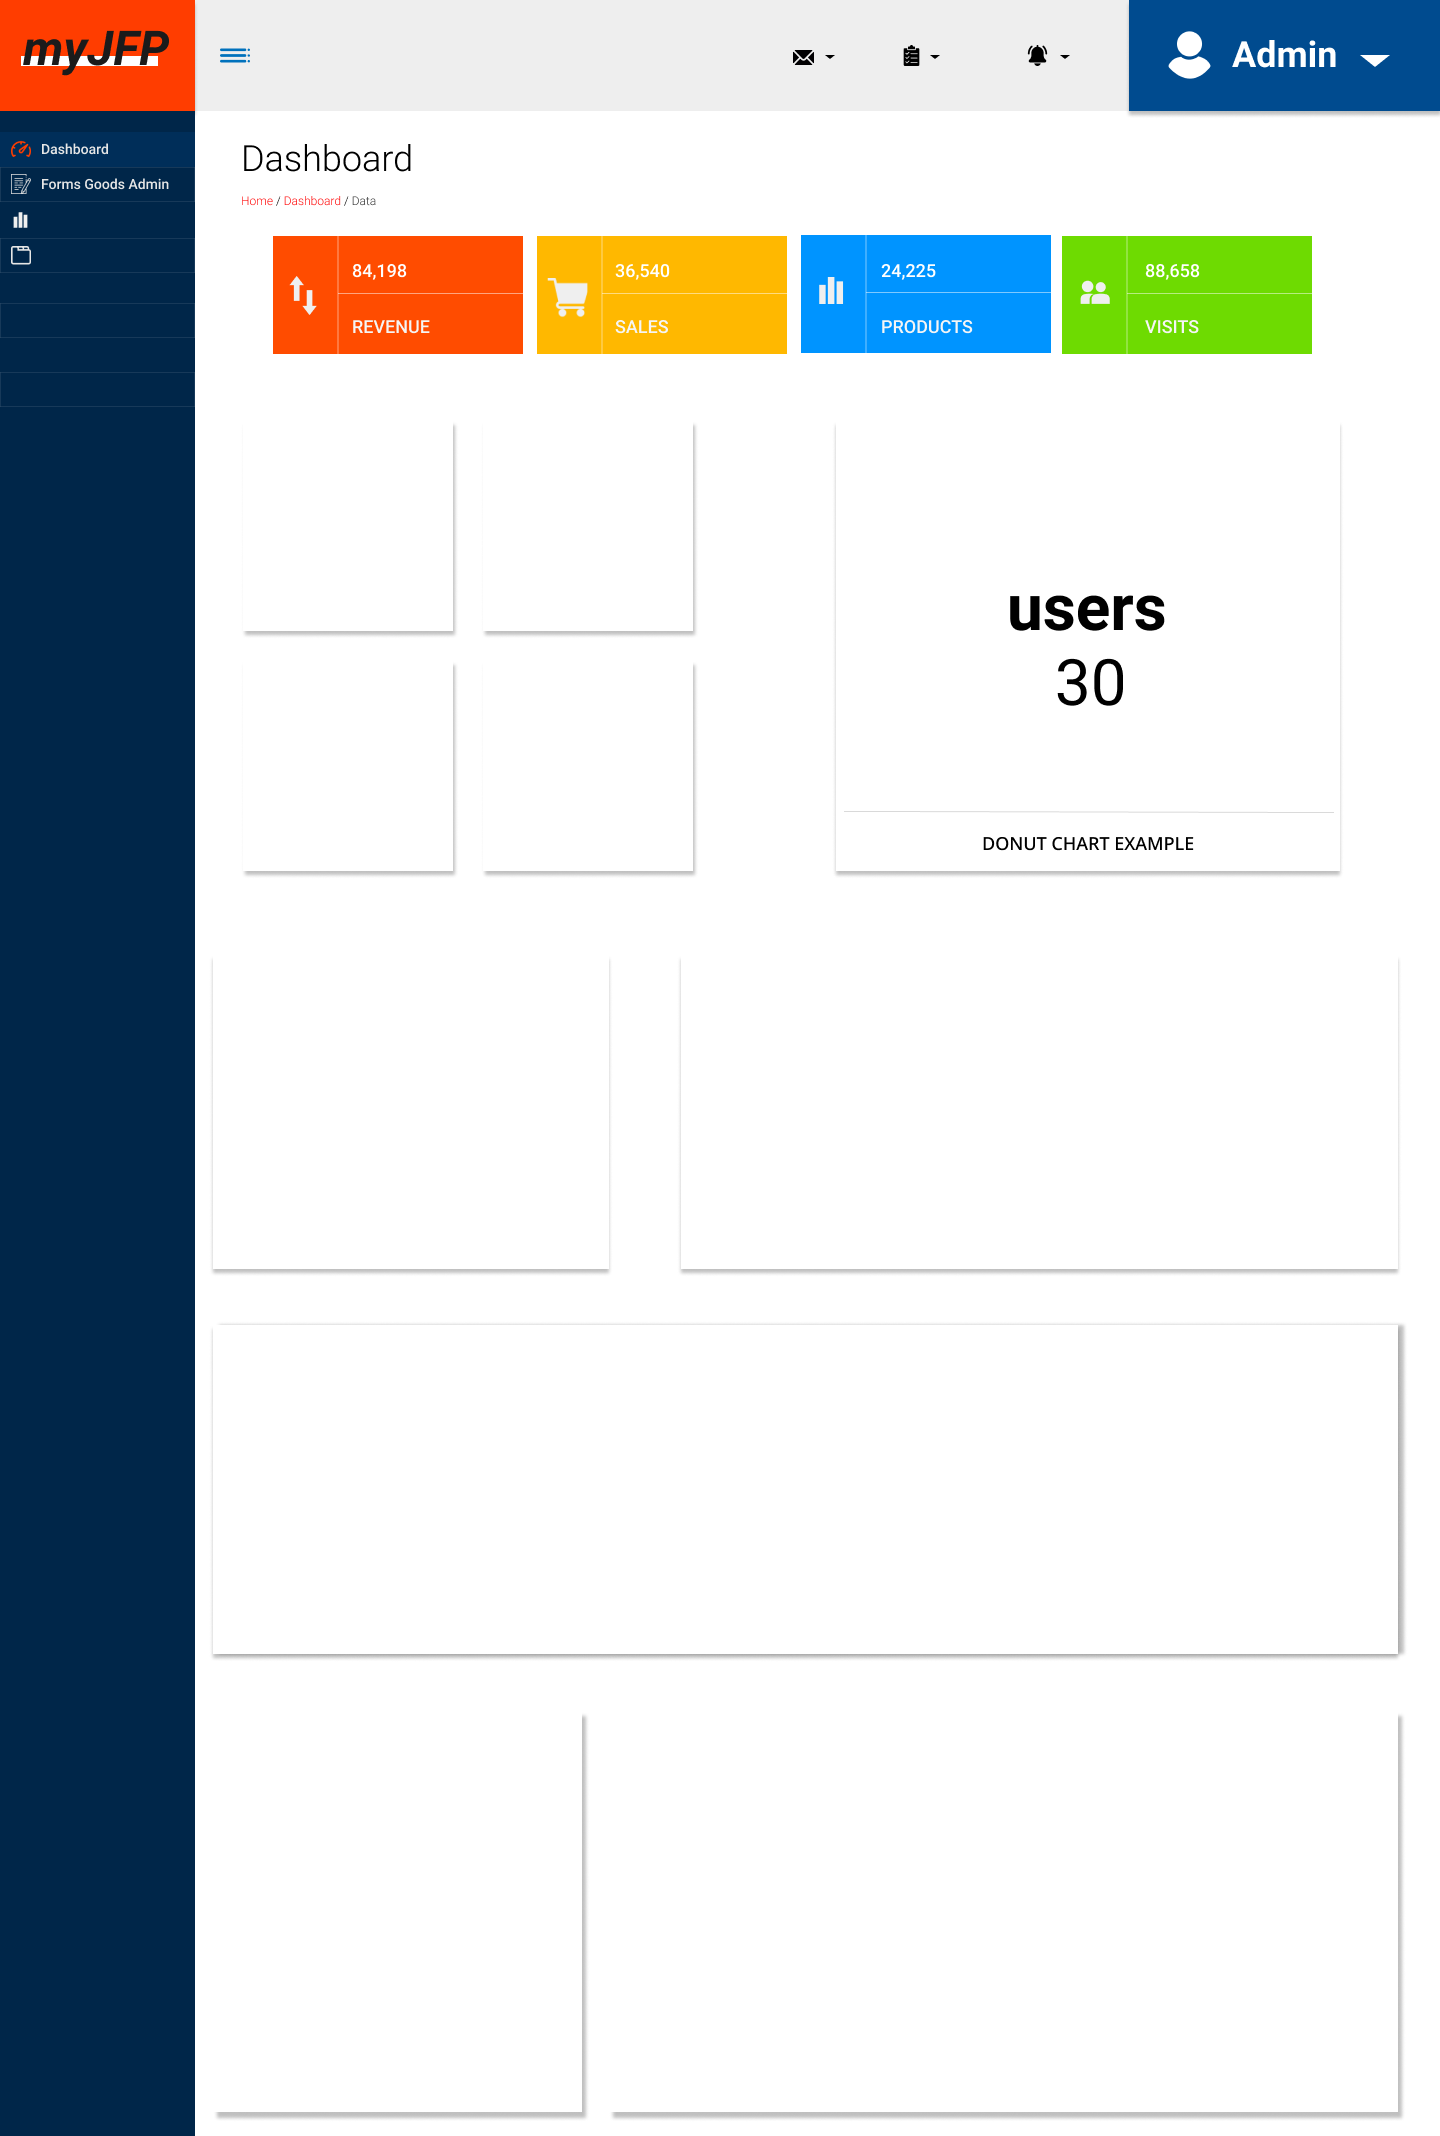 myJFP
Admin
Dashboard
Forms Goods Admin
Dashboard
Home / Dashboard / Data
84,198
REVENUE
36,540
SALES
24,225
PRODUCTS
88,658
VISITS
users
30
DONUT CHART EXAMPLE